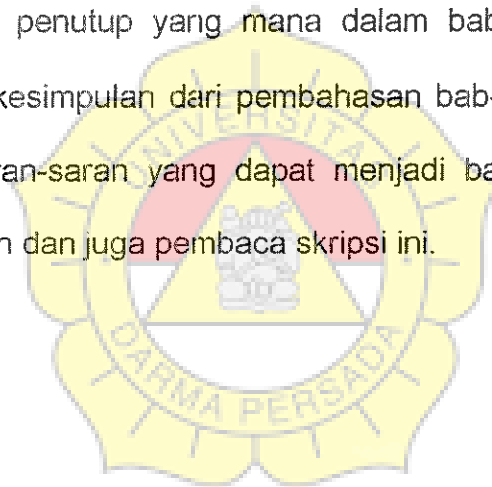 penutup yang mana dalam bab
kesimpulan dari pembahasan bab-
ran-saran yang dapat menjadi ba
n dan juga pembaca skripsi ini.
UNIVERSITA
DARMA PERSADA